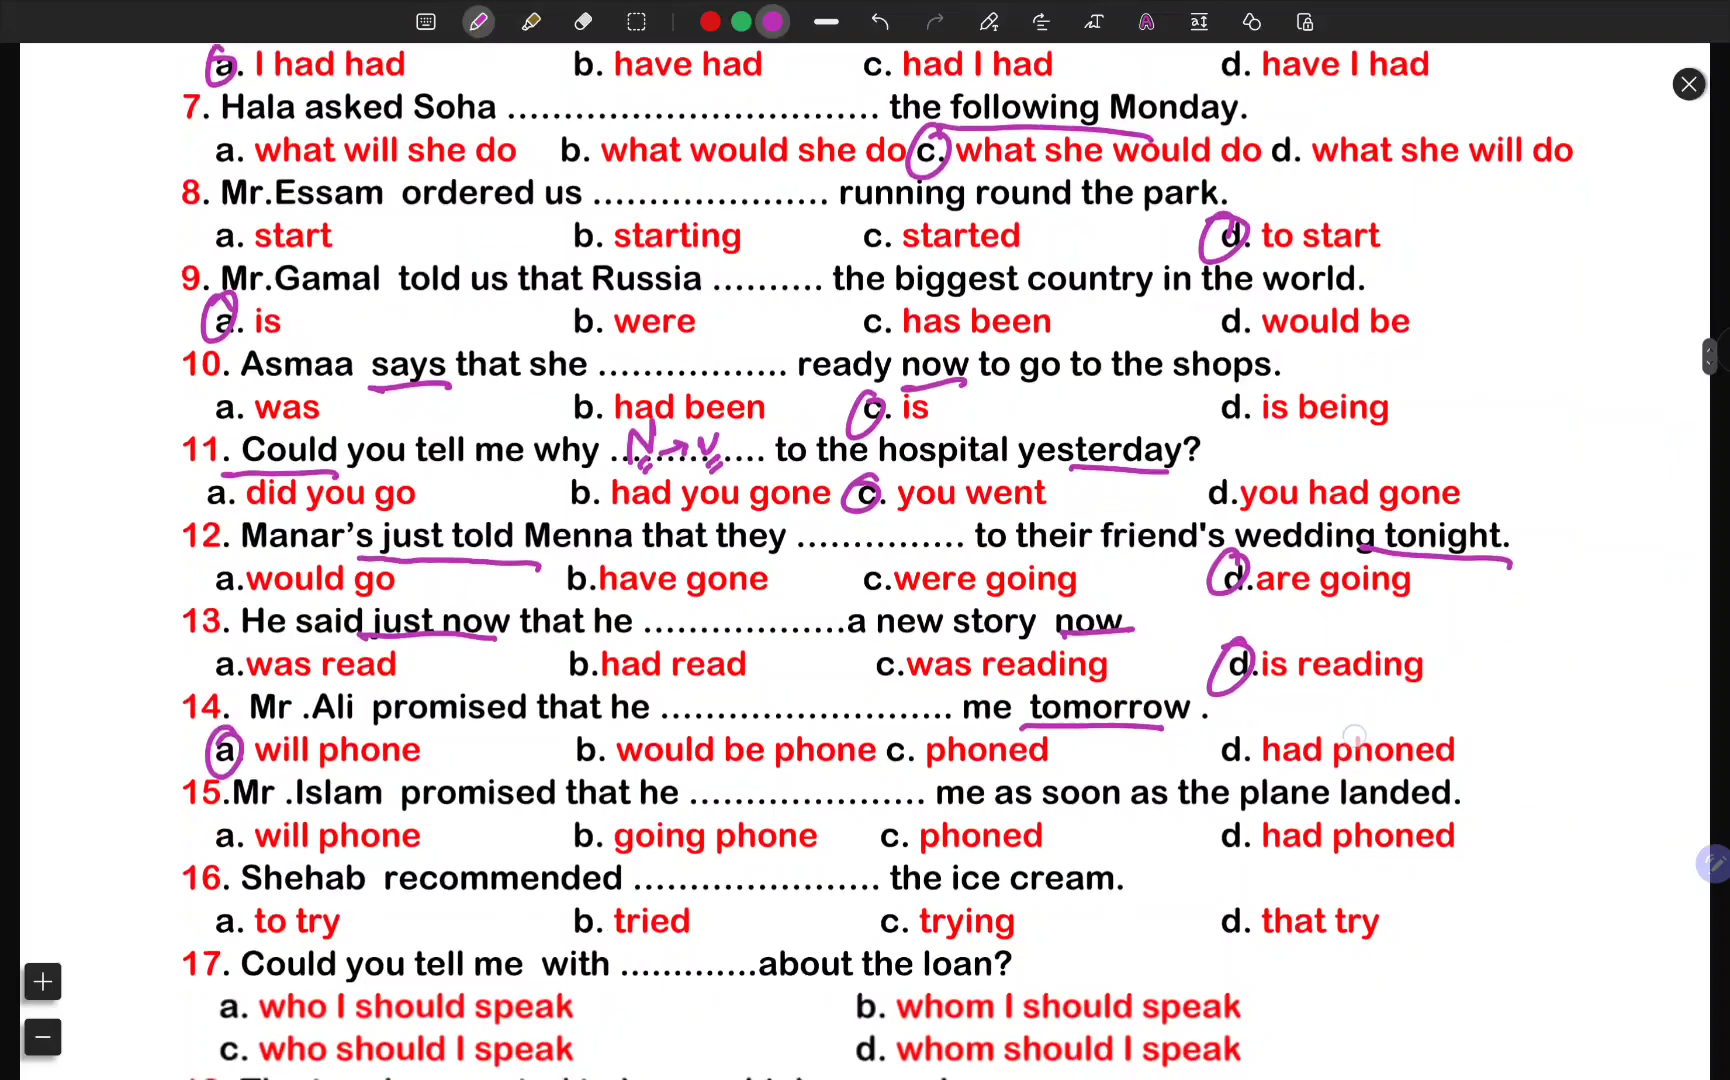 a. I had had b. have had c. had I had d. have I had
7. Hala asked Soha ................................. the following Monday.
a. what will she do b. what would she do c. what she would do d. what she will do
8. Mr.Essam ordered us ..................... running round the park.
a. start b. starting c. started d. to start
9. Mr.Gamal told us that Russia .......... the biggest country in the world.
a. is b. were c. has been d. would be
10. Asmaa says that she ................. ready now to go to the shops.
a. was b. had been c. is d. is being
11. Could you tell me why .. N → v .... to the hospital yesterday?
a. did you go b. had you gone c. you went d.you had gone
12. Manar’s just told Menna that they ............... to their friend's wedding tonight.
a.would go b.have gone c.were going d.are going
13. He said just now that he ..................a new story now
a.was read b.had read c.was reading d.is reading
14. Mr .Ali promised that he .......................... me tomorrow .
a will phone b. would be phone c. phoned d. had phoned
15.Mr .Islam promised that he ..................... me as soon as the plane landed.
a. will phone b. going phone c. phoned d. had phoned
16. Shehab recommended ...................... the ice cream.
a. to try b. tried c. trying d. that try
17. Could you tell me with ............about the loan?
a. who I should speak b. whom I should speak
c. who should I speak d. whom should I speak